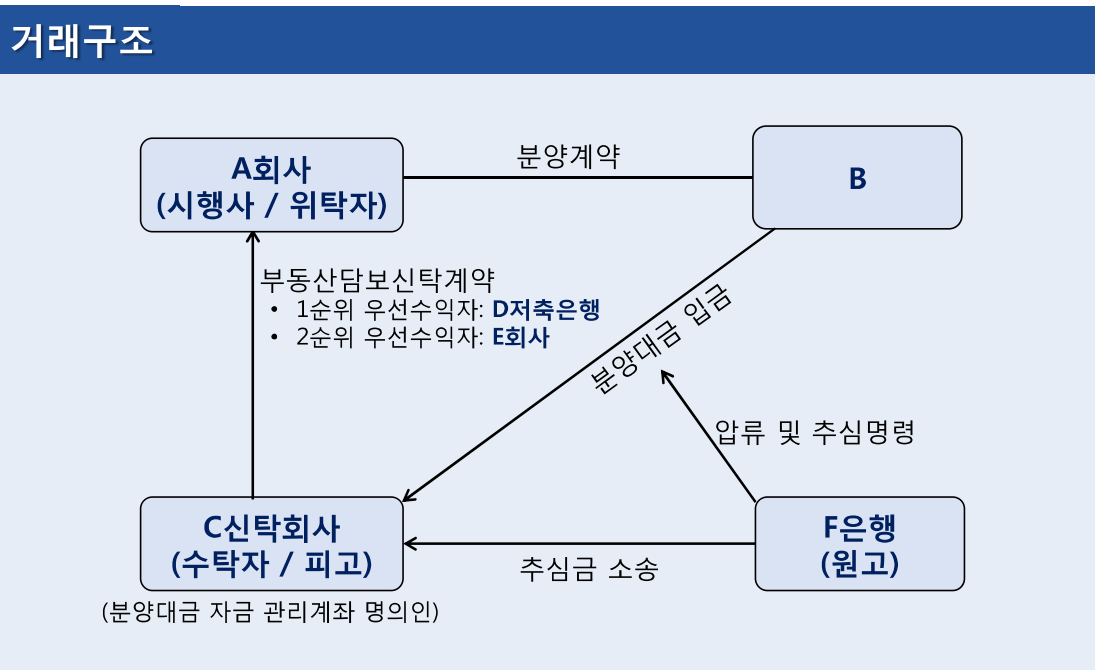 거래구조
A회사
(시행사 / 위탁자)
분양계약
B
부동산담보신탁계약
• 1순위 우선수익자: D저축은행
• 2순위 우선수익자: E회사
분양대금 입금
압류 및 추심명령
C신탁회사
(수탁자 / 피고)
추심금 소송
F은행
(원고)
(분양대금 자금 관리계좌 명의인)